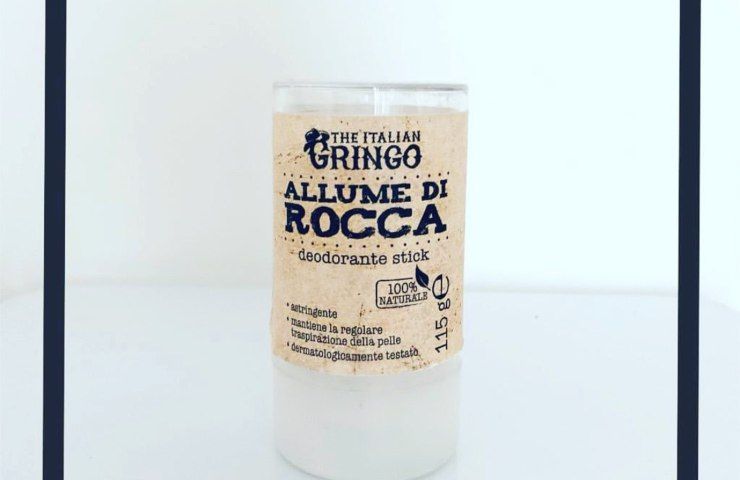 THE ITALIAN
GRINGO
ALLUME DI
ROCCA
deodorante stick
100%
NATURALE
• astringente
• mantiene la regolare
traspirazione della pelle
• dermatologicamente testato
115 g ℮